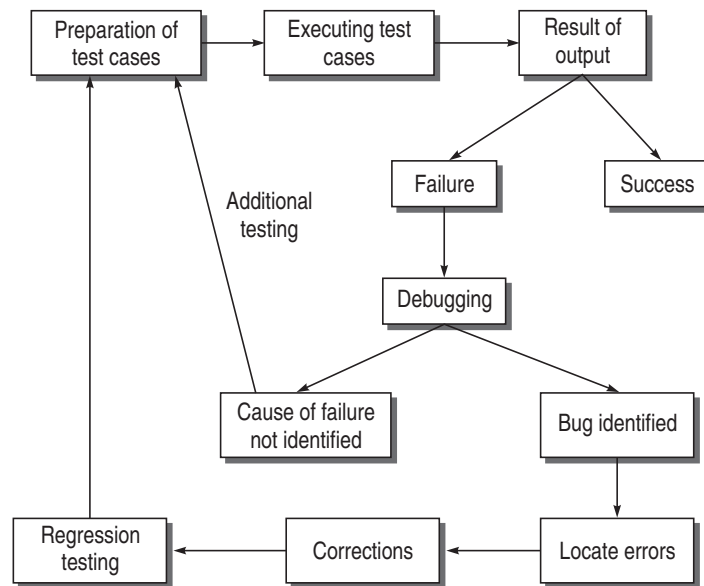 Preparation of
test cases
Executing test
cases
Result of
output
Failure
Success
Additional
testing
Debugging
Cause of failure
not identified
Bug identified
Regression
testing
Corrections
Locate errors